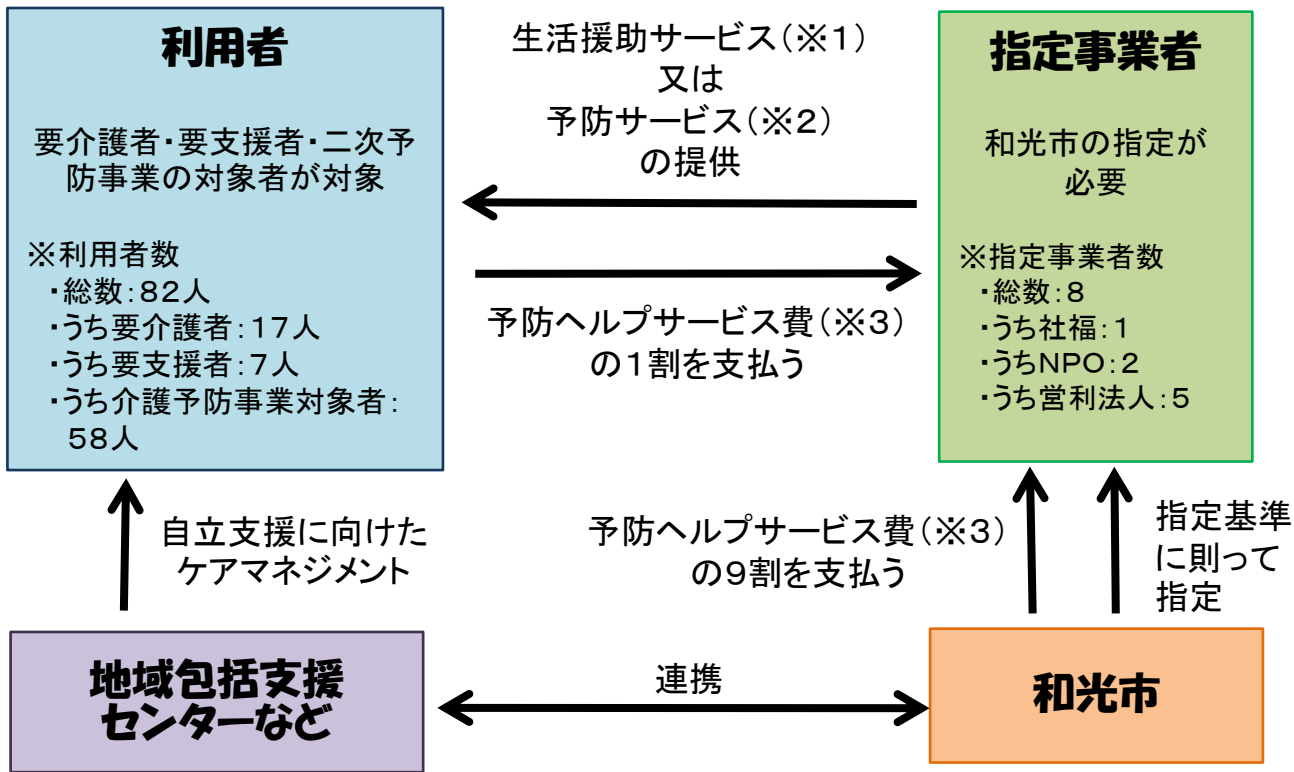 利用者
要介護者・要支援者・二次予
防事業の対象者が対象
※利用者数
・総数：８２人
・うち要介護者：１７人
・うち要支援者：７人
・うち介護予防事業対象者：
５８人
生活援助サービス（※１）
又は
予防サービス（※２）
の提供
予防ヘルプサービス費（※３）
の１割を支払う
指定事業者
和光市の指定が
必要
※指定事業者数
・総数：８
・うち社福：１
・うちNPO：２
・うち営利法人：５
自立支援に向けた
ケアマネジメント
予防ヘルプサービス費（※３）
の９割を支払う
指定基準
に則って
指定
地域包括支援
センターなど
連携
和光市